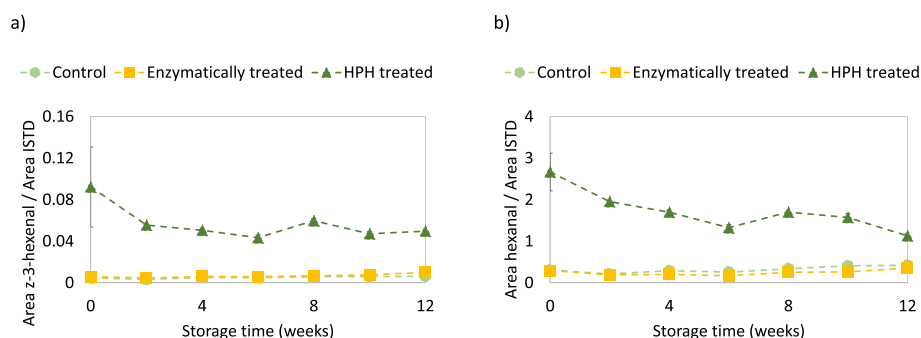 a)
Control Enzymatically treated HPH treated
Area z-3-hexenal / Area ISTD
0.16
0.12
0.08
0.04
0
0 4 8 12
Storage time (weeks)
b)
Control Enzymatically treated HPH treated
Area hexanal / Area ISTD
4
3
2
1
0
0 4 8 12
Storage time (weeks)